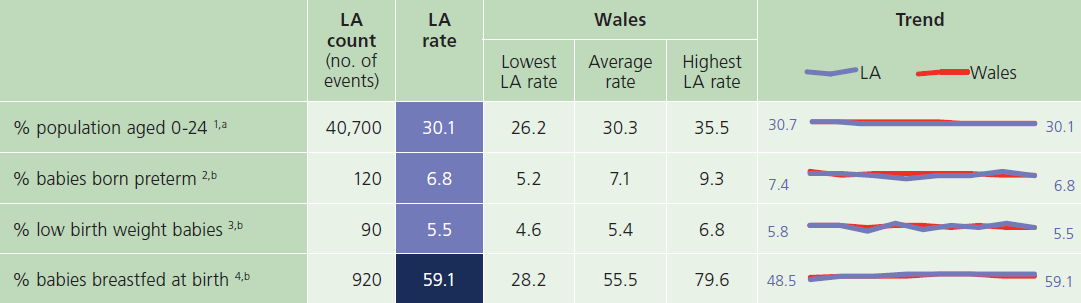 LA count (no. of events) LA rate Wales Trend
Lowest LA rate Average rate Highest LA rate LA Wales
% population aged 0-24 1,a 40,700 30.1 26.2 30.3 35.5 30.7 30.1
% babies born preterm 2,b 120 6.8 5.2 7.1 9.3 7.4 6.8
% low birth weight babies 3,b 90 5.5 4.6 5.4 6.8 5.8 5.5
% babies breastfed at birth 4,b 920 59.1 28.2 55.5 79.6 48.5 59.1